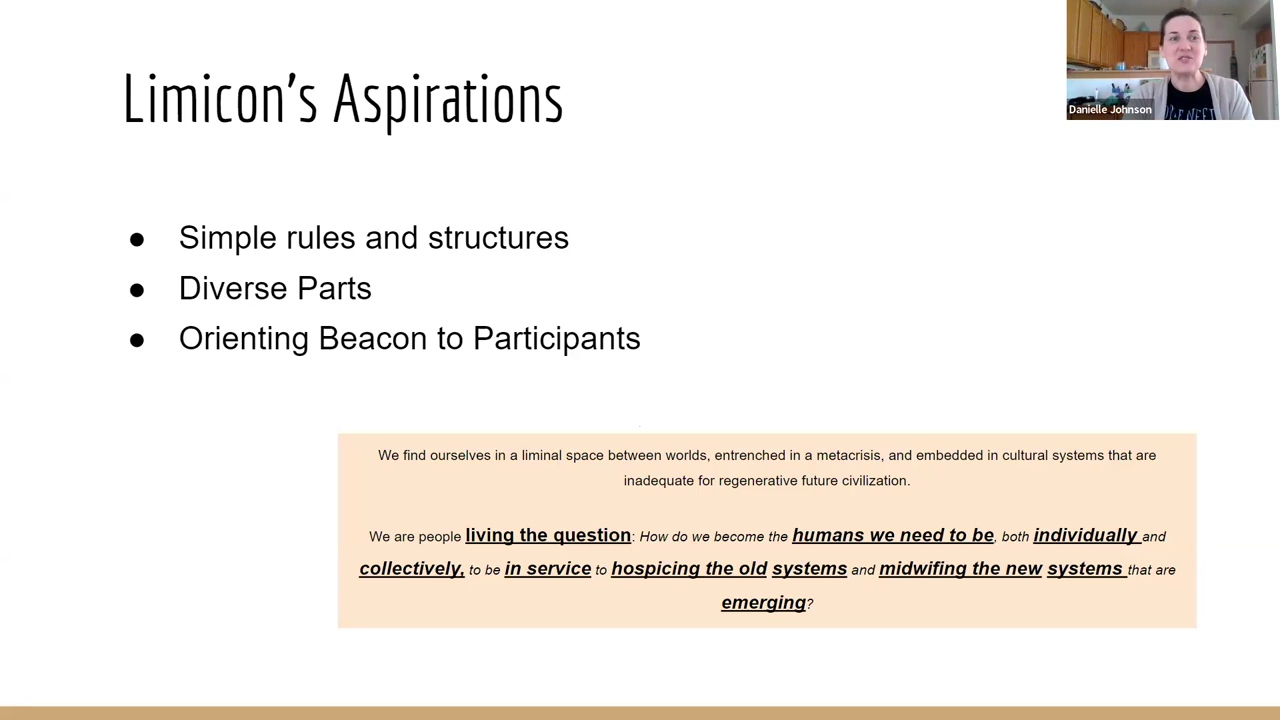 Limicon's Aspirations
Danielle Johnson
● Simple rules and structures
● Diverse Parts
● Orienting Beacon to Participants
We find ourselves in a liminal space between worlds, entrenched in a metacrisis, and embedded in cultural systems that are
inadequate for regenerative future civilization.
We are people living the question: How do we become the humans we need to be, both individually and
collectively, to be in service to hospicing the old systems and midwifing the new systems that are
emerging?